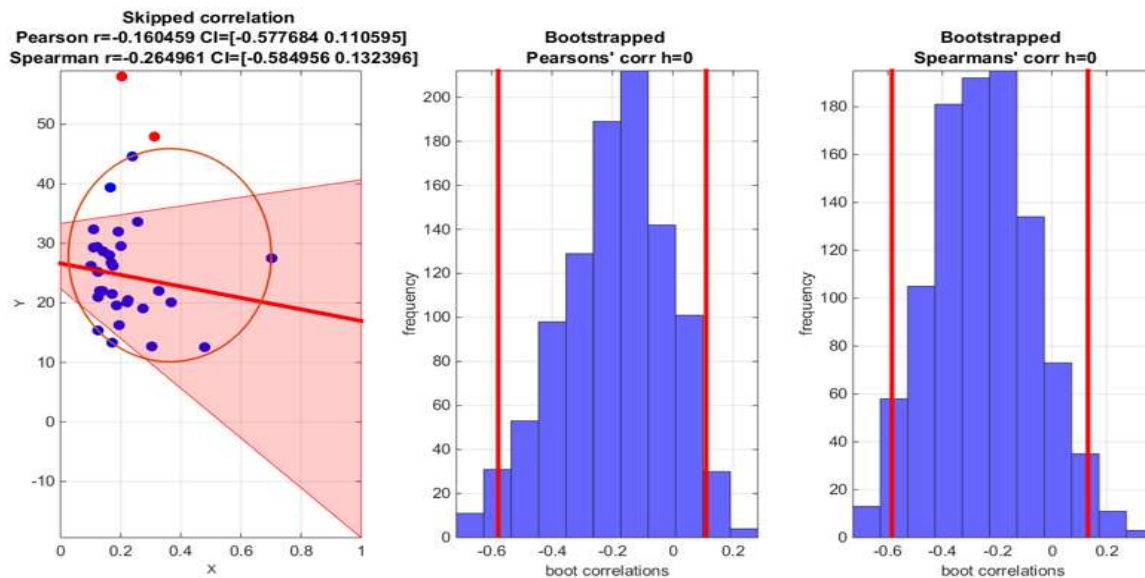 Skipped correlation
Pearson r=-0.160459 CI=[-0.577684 0.110595]
Spearman r=-0.264961 CI=[-0.584956 0.132396]
50
40
30
20
10
0
-10
Y
0 0.2 0.4 0.6 0.8 1
X
Bootstrapped
Pearsons' corr h=0
200
180
160
140
120
100
80
60
40
20
0
frequency
-0.6 -0.4 -0.2 0 0.2
boot correlations
Bootstrapped
Spearmans' corr h=0
180
160
140
120
100
80
60
40
20
0
frequency
-0.6 -0.4 -0.2 0 0.2
boot correlations